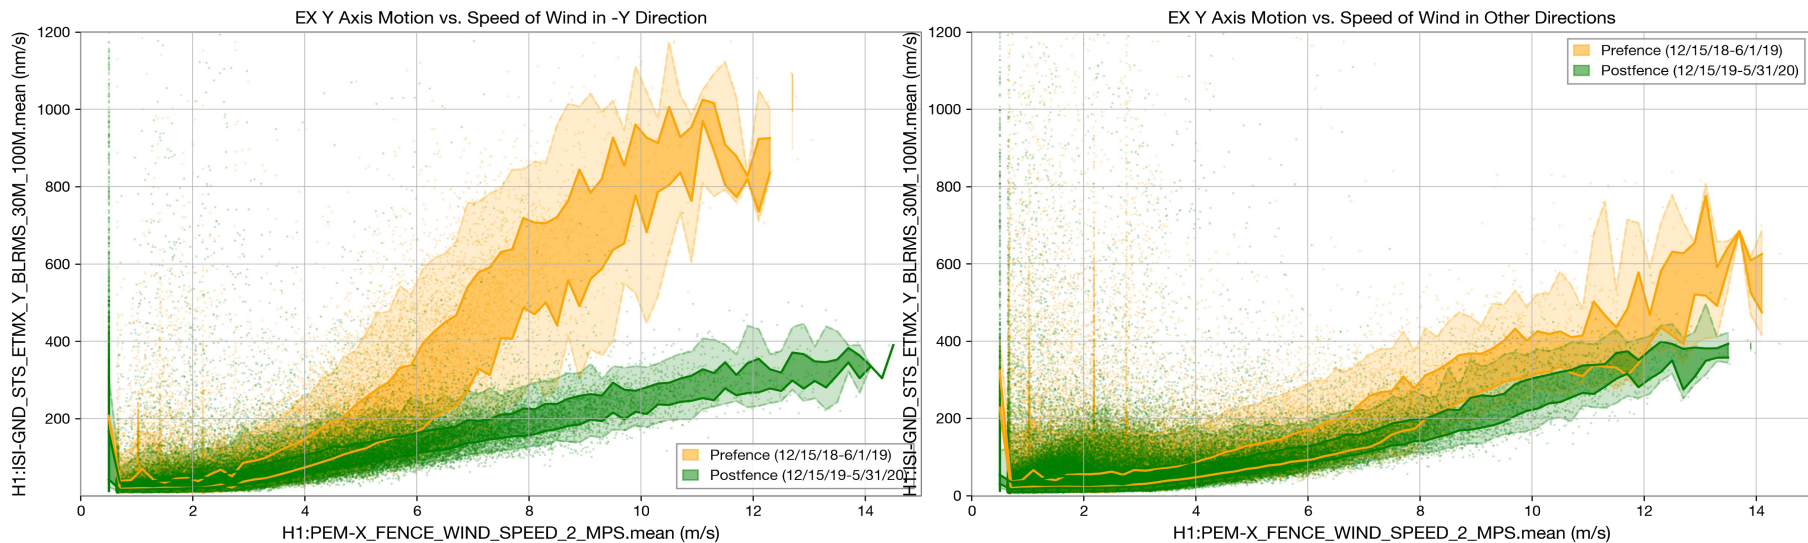 EX Y Axis Motion vs. Speed of Wind in -Y Direction
H1:ISI-GND_STS_ETMX_Y_BLRMS_30M_100M.mean (nm/s)
1200
1000
800
600
400
200
0 2 4 6 8 10 12 14
H1:PEM-X_FENCE_WIND_SPEED_2_MPS.mean (m/s)
Prefence (12/15/18-6/1/19)
Postfence (12/15/19-5/31/20)
EX Y Axis Motion vs. Speed of Wind in Other Directions
H1:ISI-GND_STS_ETMX_Y_BLRMS_30M_100M.mean (nm/s)
1200
1000
800
600
400
200
0
0 2 4 6 8 10 12 14
H1:PEM-X_FENCE_WIND_SPEED_2_MPS.mean (m/s)
Prefence (12/15/18-6/1/19)
Postfence (12/15/19-5/31/20)